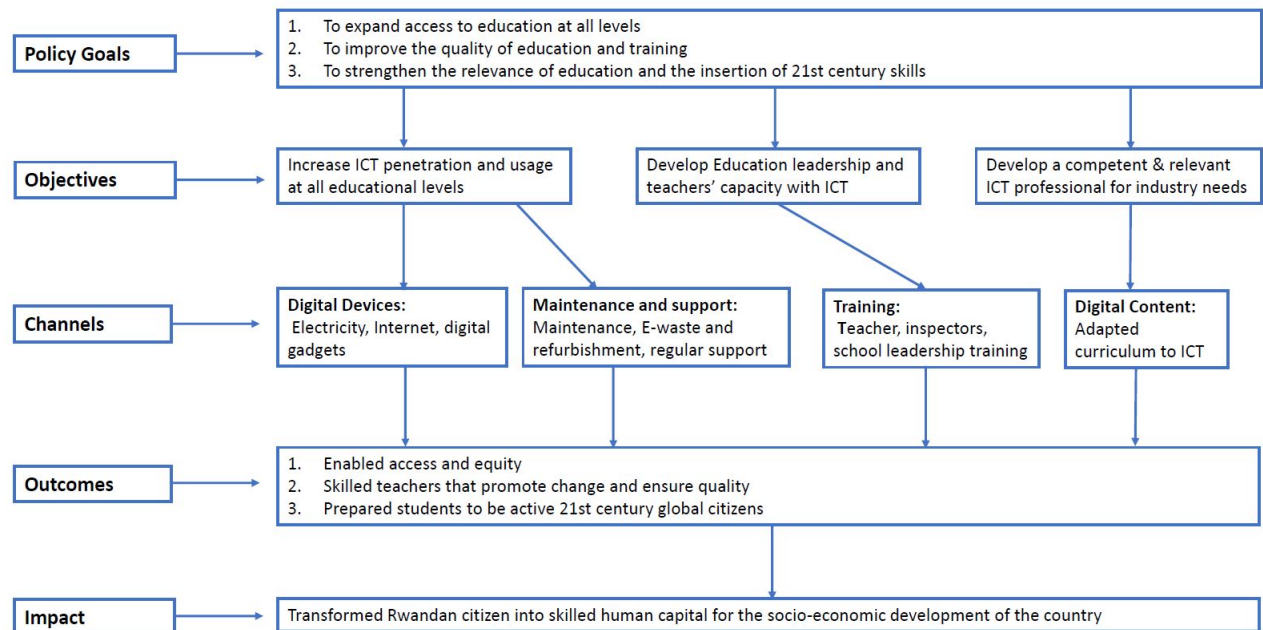 Policy Goals
1. To expand access to education at all levels
2. To improve the quality of education and training
3. To strengthen the relevance of education and the insertion of 21st century skills
Objectives
Increase ICT penetration and usage
at all educational levels
Develop Education leadership and
teachers’ capacity with ICT
Develop a competent & relevant
ICT professional for industry needs
Channels
Digital Devices:
Electricity, Internet, digital
gadgets
Maintenance and support:
Maintenance, E-waste and
refurbishment, regular support
Training:
Teacher, inspectors,
school leadership training
Digital Content:
Adapted
curriculum to ICT
Outcomes
1. Enabled access and equity
2. Skilled teachers that promote change and ensure quality
3. Prepared students to be active 21st century global citizens
Impact
Transformed Rwandan citizen into skilled human capital for the socio-economic development of the country